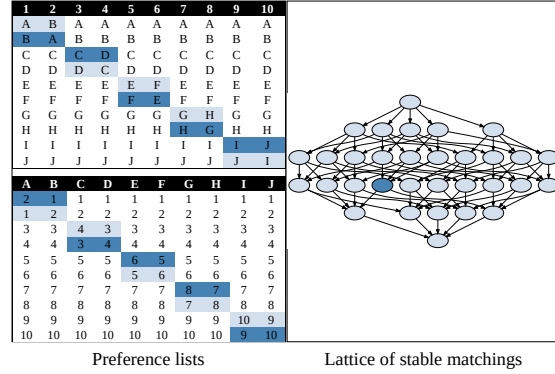 1 2 3 4 5 6 7 8 9 10
A B A A A A A A A A
B A B B B B B B B B
C C C D C C C C C C
D D D C D D D D D D
E E E E E F E E E E
F F F F F E F F F F
G G G G G G G H G G
H H H H H H H G H H
I I I I I I I I I J
J J J J J J J J J I
A B C D E F G H I J
2 1 1 1 1 1 1 1 1 1
1 2 2 2 2 2 2 2 2 2
3 3 4 3 3 3 3 3 3 3
4 4 3 4 4 4 4 4 4 4
5 5 5 5 6 5 5 5 5 5
6 6 6 6 5 6 6 6 6 6
7 7 7 7 7 7 8 7 7 7
8 8 8 8 8 8 7 8 8 8
9 9 9 9 9 9 9 9 10 9
10 10 10 10 10 10 10 10 9 10
Preference lists
Lattice of stable matchings